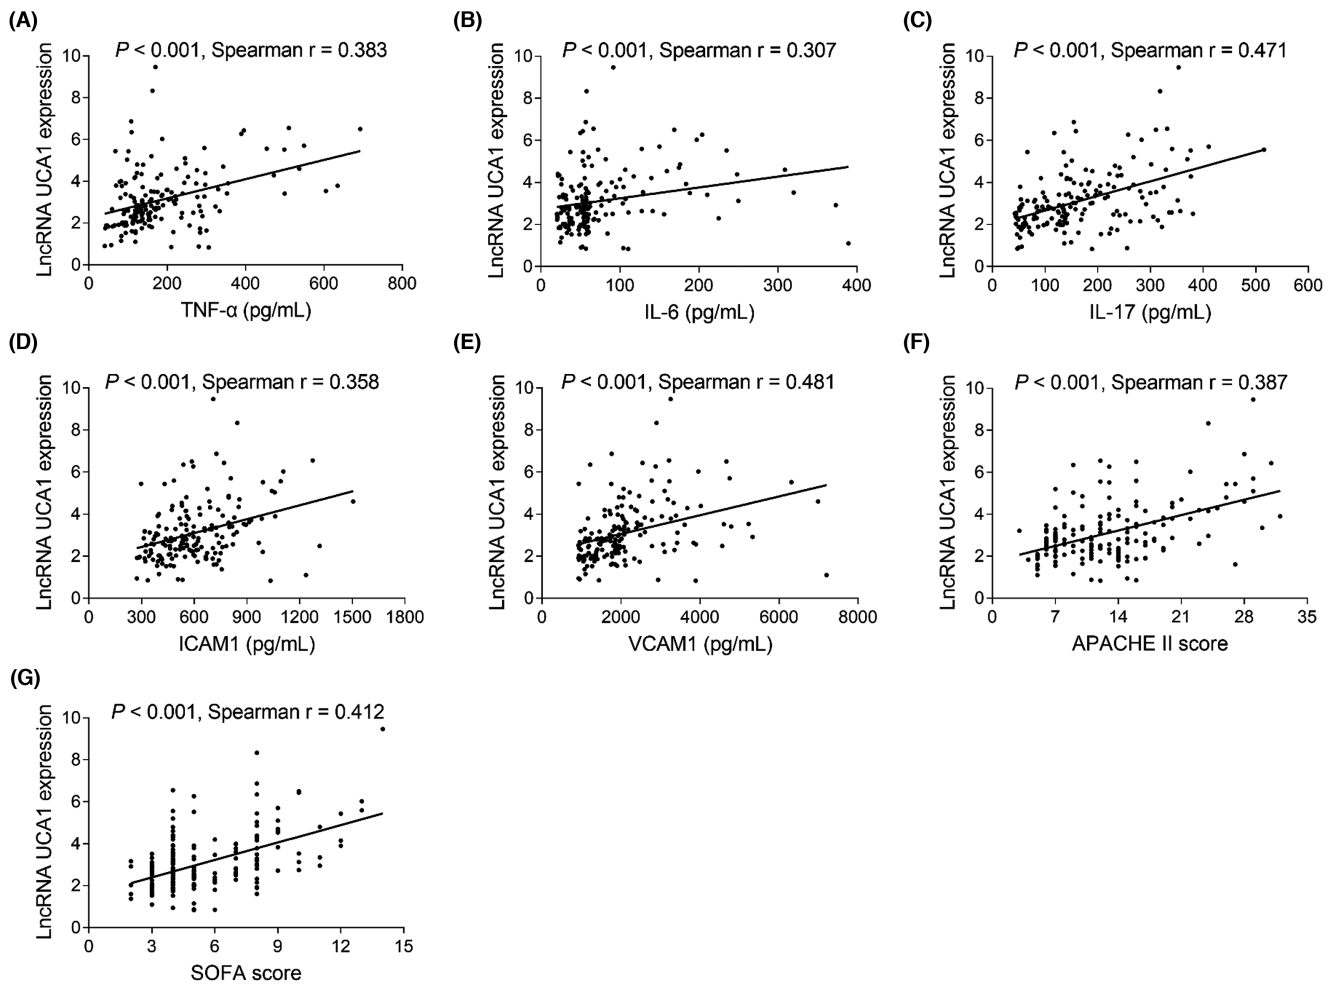 (A)
P < 0.001, Spearman r = 0.383
LncRNA UCA1 expression
10
8
6
4
2
0
0 200 400 600 800
TNF-α (pg/mL)
(B)
P < 0.001, Spearman r = 0.307
LncRNA UCA1 expression
10
8
6
4
2
0
0 100 200 300 400
IL-6 (pg/mL)
(C)
P < 0.001, Spearman r = 0.471
LncRNA UCA1 expression
10
8
6
4
2
0
0 100 200 300 400 500 600
IL-17 (pg/mL)
(D)
P < 0.001, Spearman r = 0.358
LncRNA UCA1 expression
10
8
6
4
2
0
0 300 600 900 1200 1500 1800
ICAM1 (pg/mL)
(E)
P < 0.001, Spearman r = 0.481
LncRNA UCA1 expression
10
8
6
4
2
0
0 2000 4000 6000 8000
VCAM1 (pg/mL)
(F)
P < 0.001, Spearman r = 0.387
LncRNA UCA1 expression
10
8
6
4
2
0
0 7 14 21 28 35
APACHE II score
(G)
P < 0.001, Spearman r = 0.412
LncRNA UCA1 expression
10
8
6
4
2
0
0 3 6 9 12 15
SOFA score